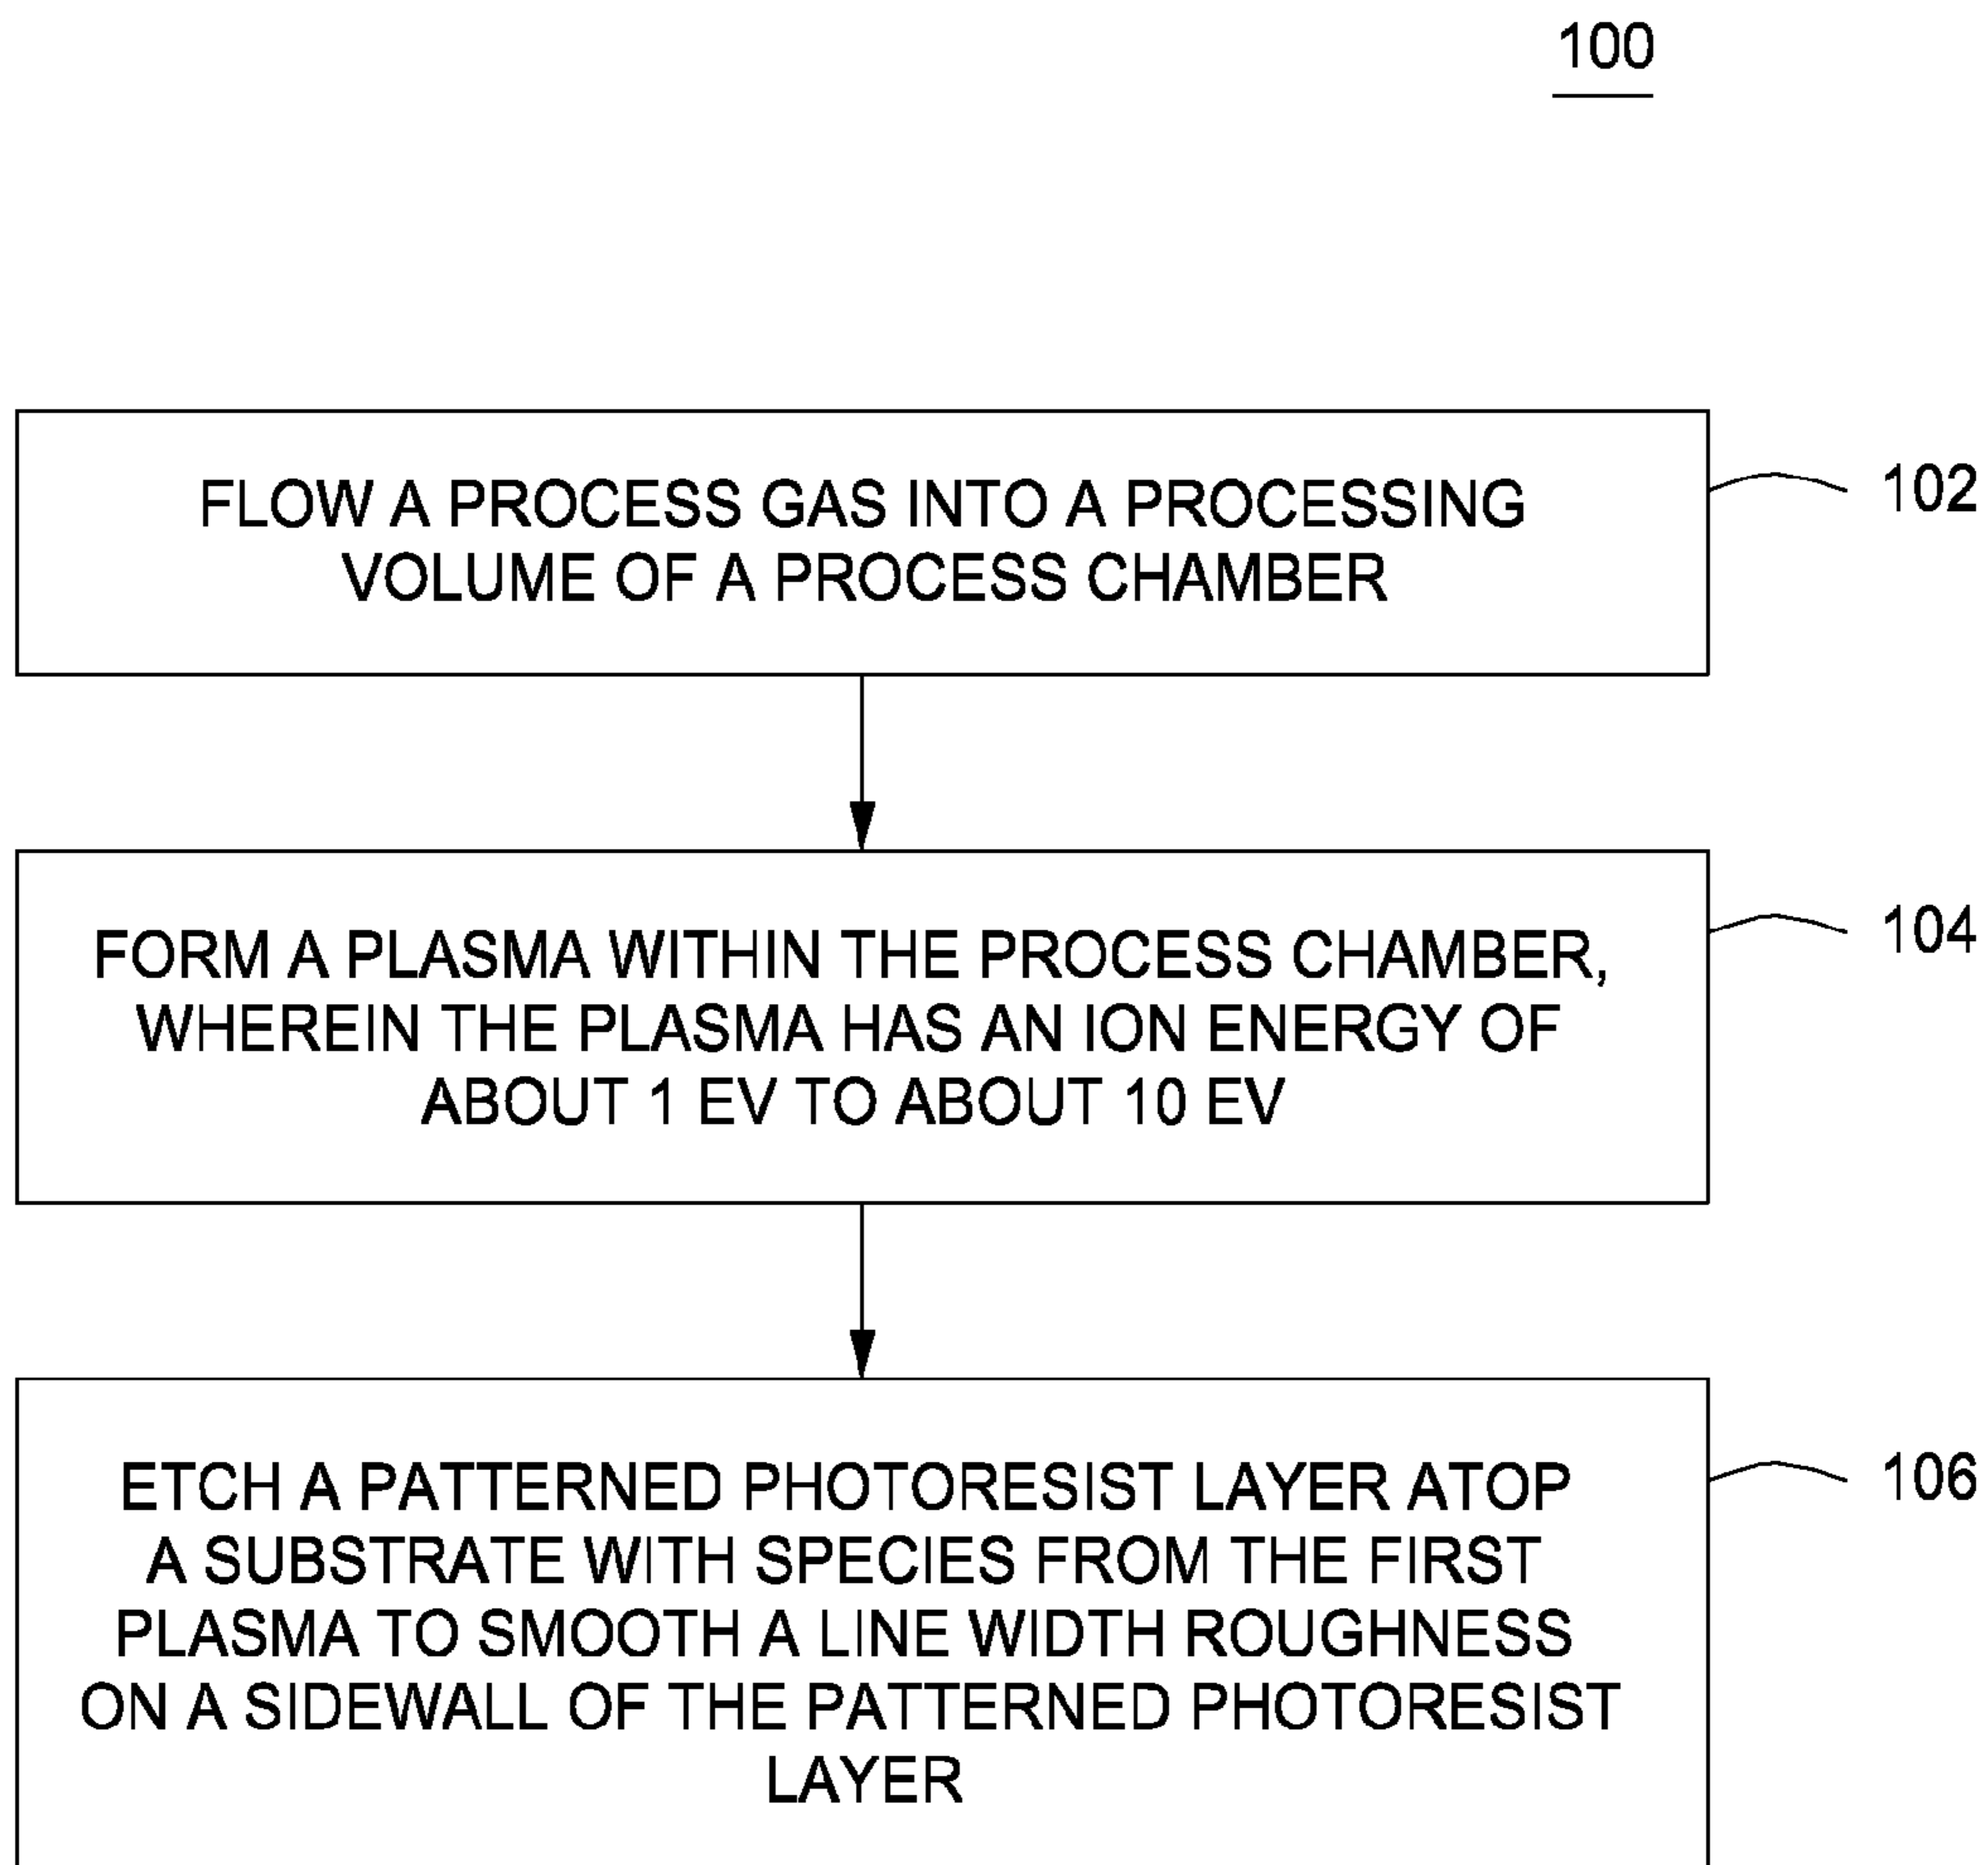 100
FLOW A PROCESS GAS INTO A PROCESSING
VOLUME OF A PROCESS CHAMBER
102
FORM A PLASMA WITHIN THE PROCESS CHAMBER,
WHEREIN THE PLASMA HAS AN ION ENERGY OF
ABOUT 1 EV TO ABOUT 10 EV
104
ETCH A PATTERNED PHOTORESIST LAYER ATOP
A SUBSTRATE WITH SPECIES FROM THE FIRST
PLASMA TO SMOOTH A LINE WIDTH ROUGHNESS
ON A SIDEWALL OF THE PATTERNED PHOTORESIST
LAYER
106